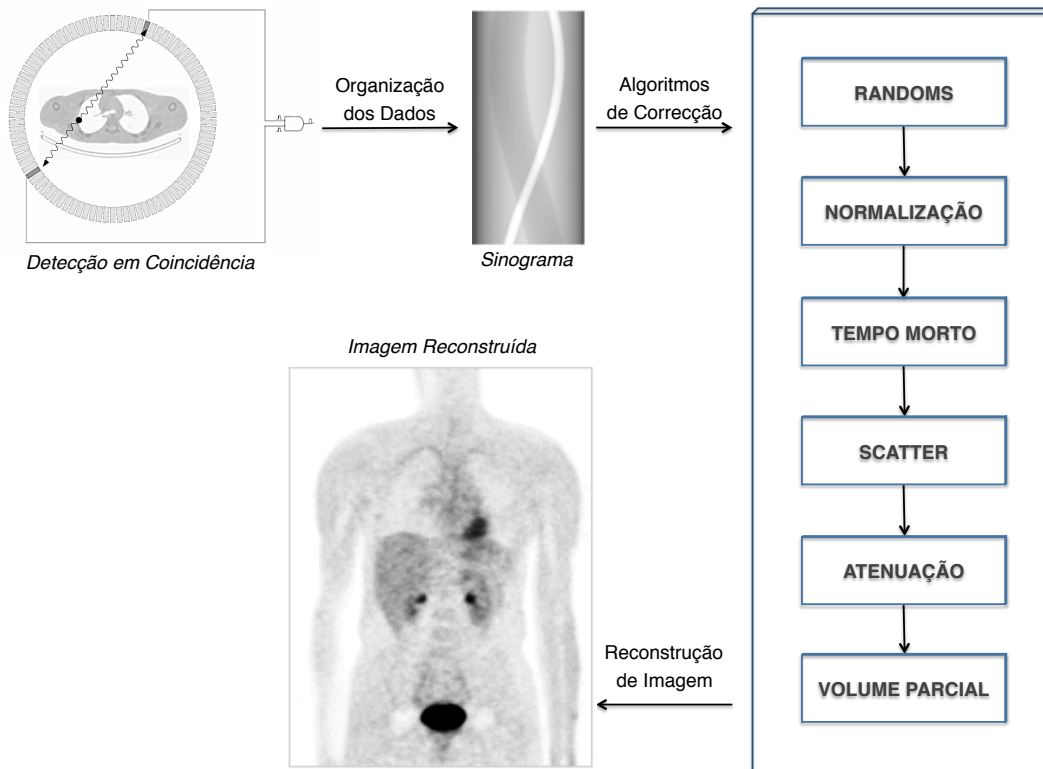 Detecção em Coincidência
Organização
dos Dados
Sinograma
Algoritmos
de Correcção
RANDOMS
NORMALIZAÇÃO
TEMPO MORTO
SCATTER
ATENUAÇÃO
VOLUME PARCIAL
Reconstrução
de Imagem
Imagem Reconstruída